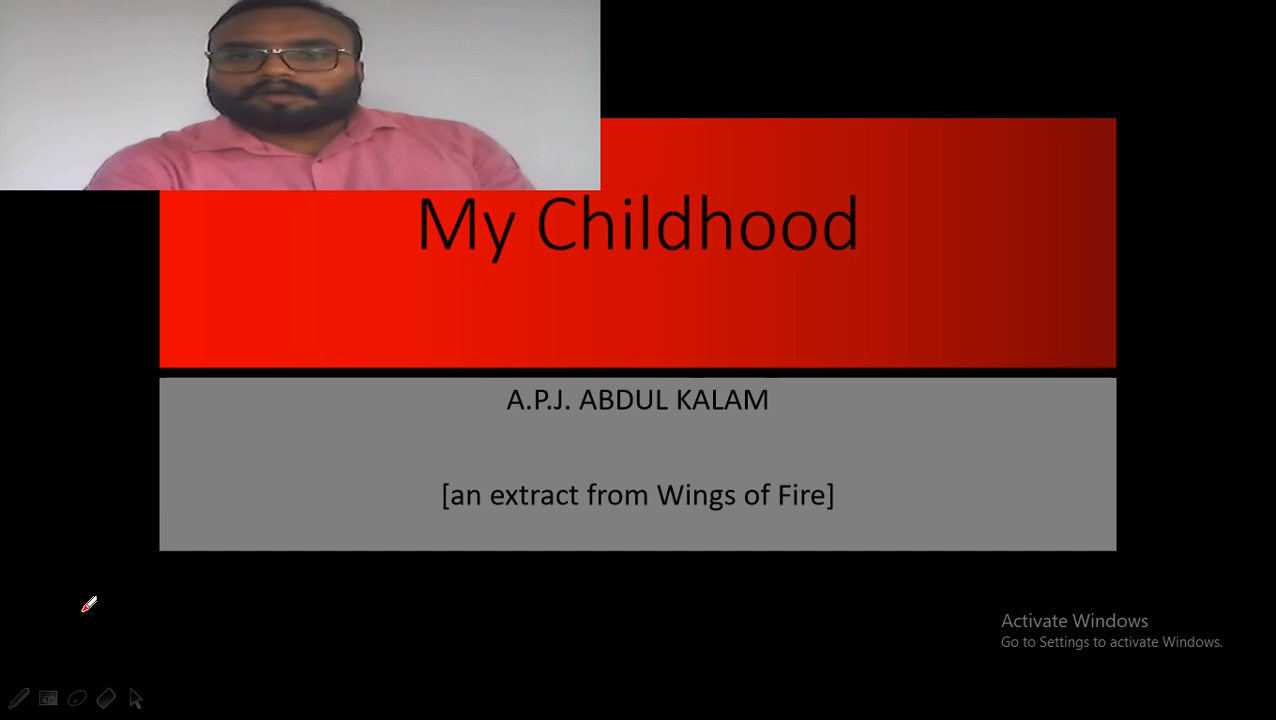 My Childhood
A.P.J. ABDUL KALAM
[an extract from Wings of Fire]
Activate Windows
Go to Settings to activate Windows.